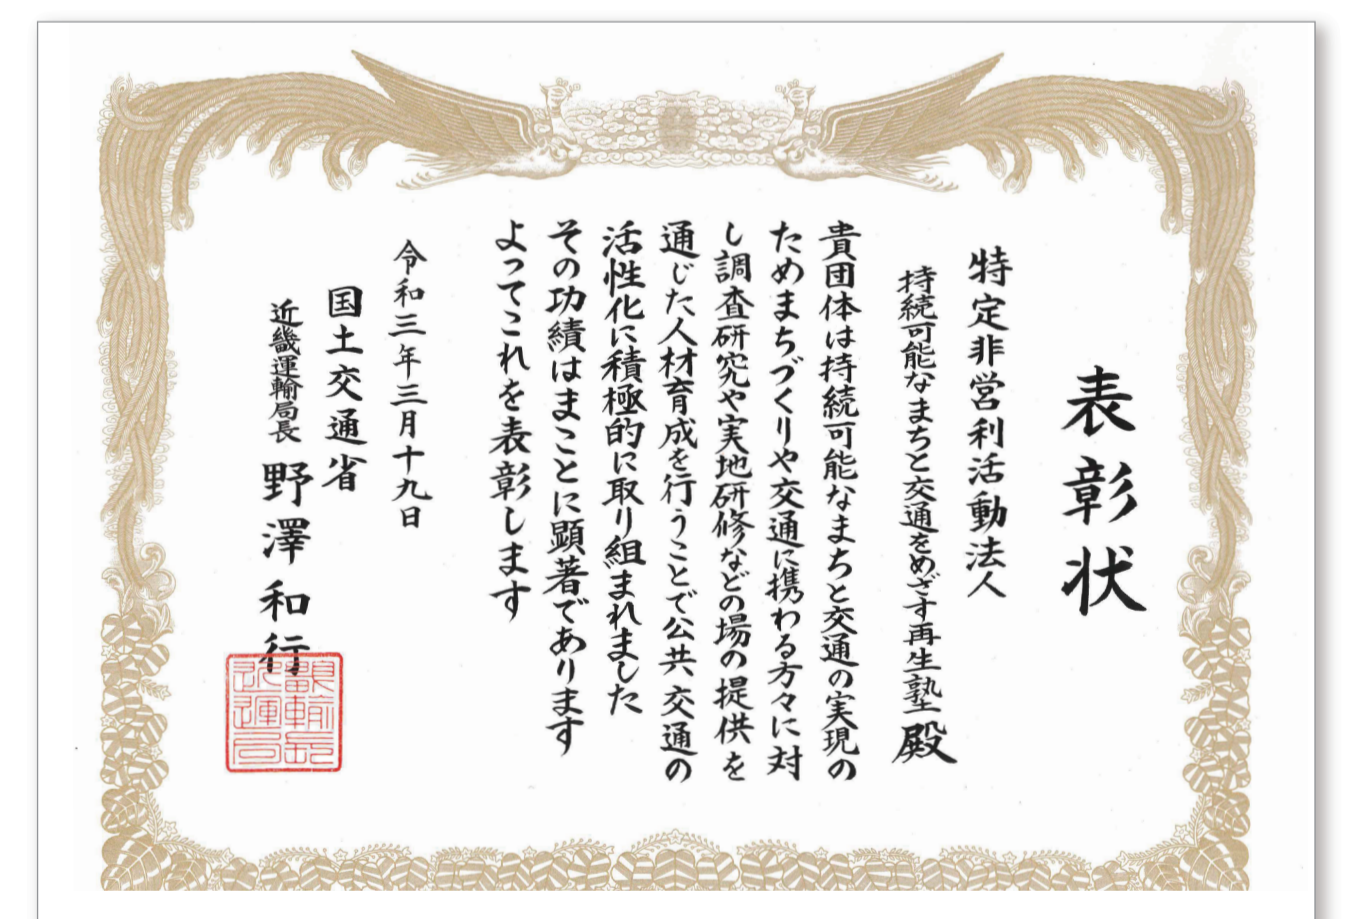 表彰状
特定非営利活動法人
持続可能なまちと交通をめざす再生塾 殿
貴団体は持続可能なまちと交通の実現の
ためまちづくりや交通に携わる方々に対
し調査研究や実地研修などの場の提供を
通じた人材育成を行うことで公共交通の
活性化に積極的に取り組まれました
その功績はまことに顕著であります
よってこれを表彰します
令和三年三月十九日
国土交通省
近畿運輸局長 野澤和行